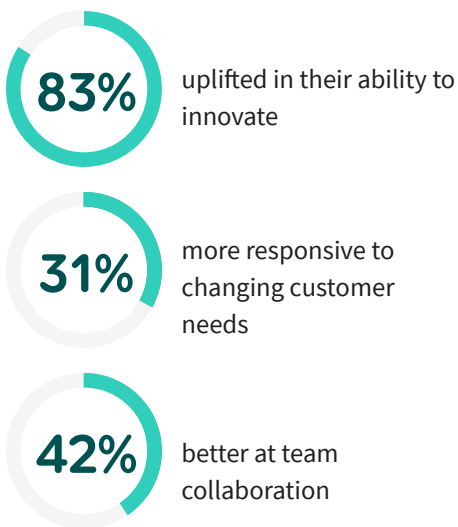 83%
uplifted in their ability to
innovate
31%
more responsive to
changing customer
needs
42%
better at team
collaboration